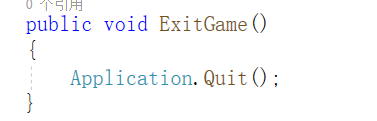 0 个引用
public void ExitGame()
{
    Application.Quit();
}